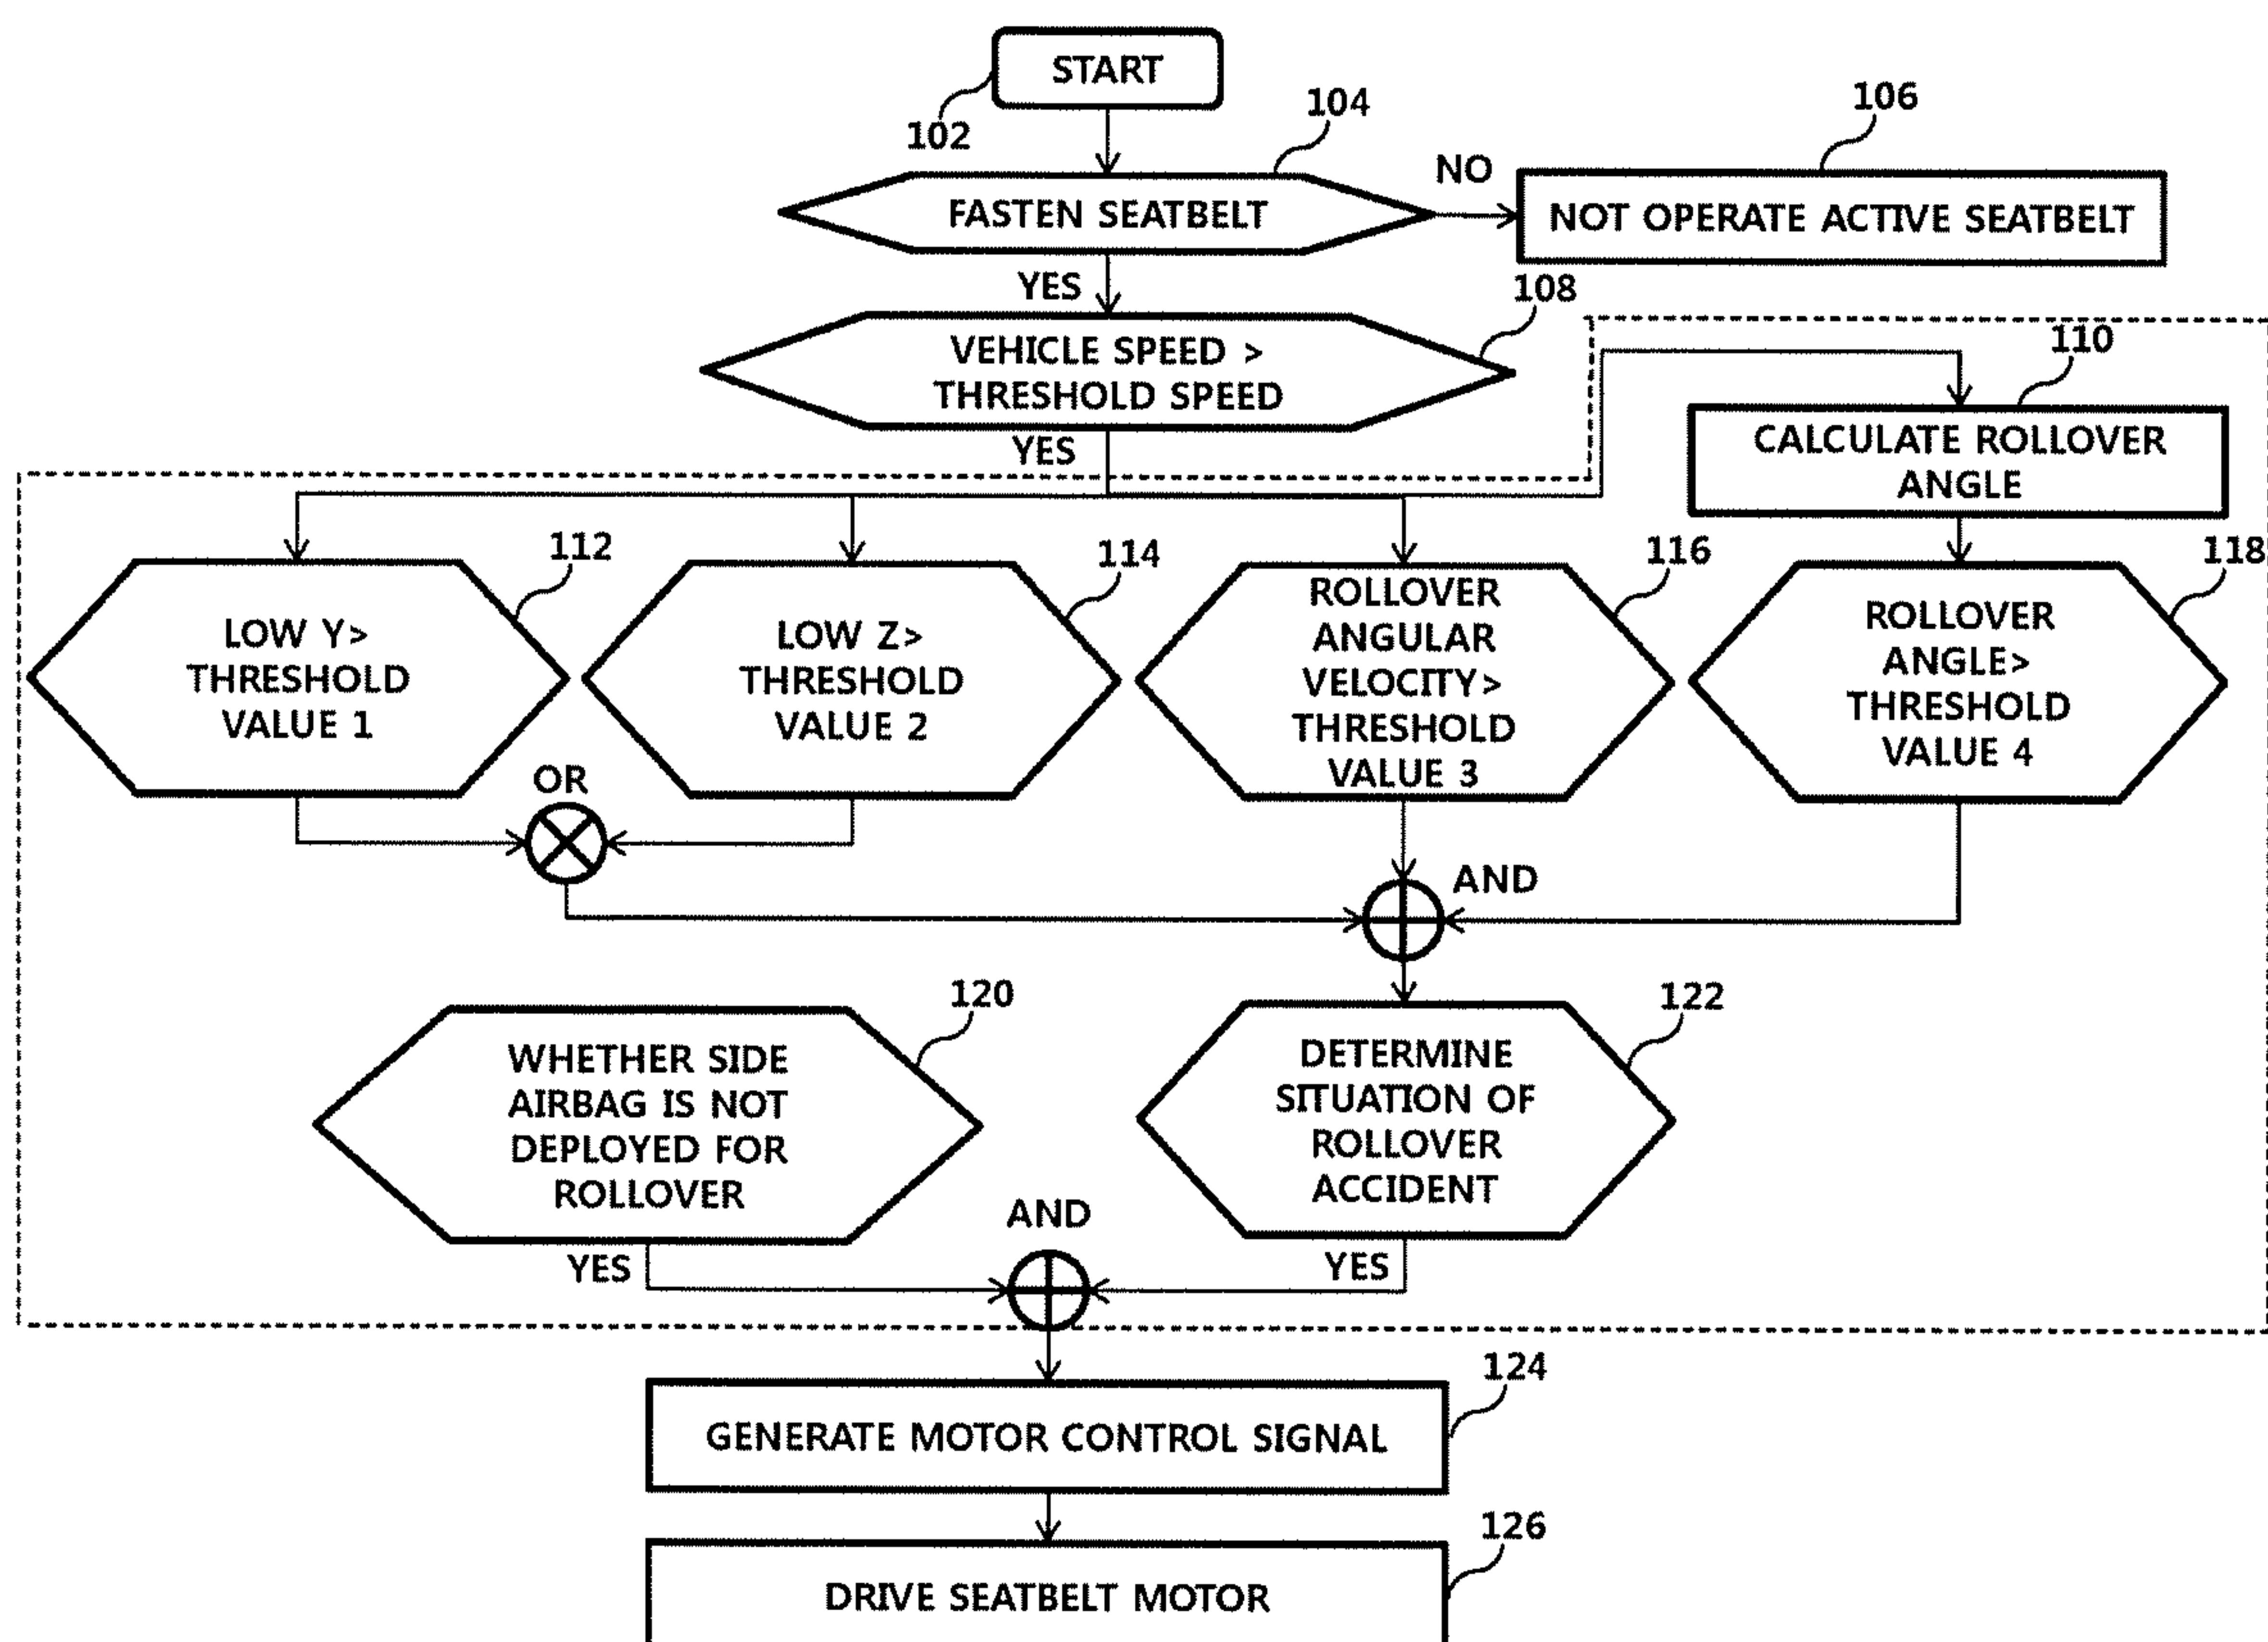 START
102
104
106
FASTEN SEATBELT
NO
NOT OPERATE ACTIVE SEATBELT
YES
108
VEHICLE SPEED >
THRESHOLD SPEED
YES
110
CALCULATE ROLLOVER
ANGLE
112
LOW Y>
THRESHOLD
VALUE 1
114
LOW Z>
THRESHOLD
VALUE 2
116
ROLLOVER
ANGULAR
VELOCITY>
THRESHOLD
VALUE 3
118
ROLLOVER
ANGLE>
THRESHOLD
VALUE 4
OR
AND
120
WHETHER SIDE
AIRBAG IS NOT
DEPLOYED FOR
ROLLOVER
122
DETERMINE
SITUATION OF
ROLLOVER
ACCIDENT
YES
AND
YES
124
GENERATE MOTOR CONTROL SIGNAL
126
DRIVE SEATBELT MOTOR